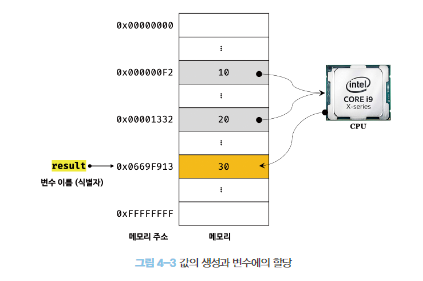 0x00000000
⋮
0x000000F2 10
⋮
0x00001332 20
⋮
result 0x0669F913 30
변수 이름 (식별자)
⋮
0xFFFFFFFF
메모리 주소 메모리
intel
CORE i9
X-series
CPU
그림 4-3 값의 생성과 변수에의 할당